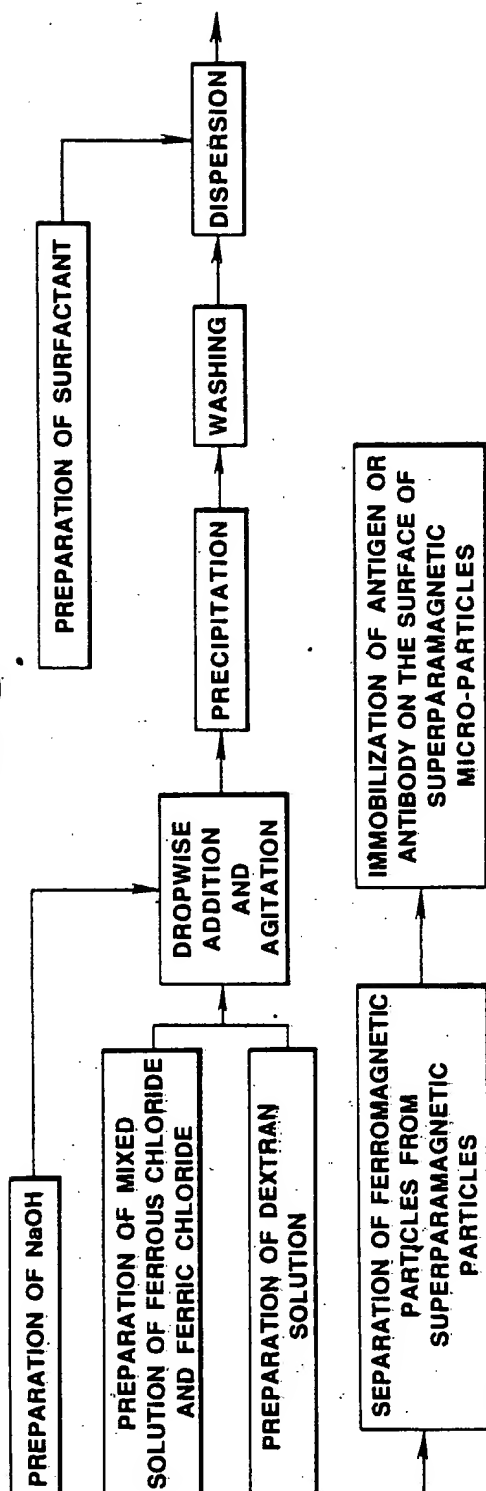 PREPARATION OF NaOH
PREPARATION OF MIXED
SOLUTION OF FERROUS CHLORIDE
AND FERRIC CHLORIDE
PREPARATION OF DEXTRAN
SOLUTION
DROPWISE
ADDITION
AND
AGITATION
PRECIPITATION
WASHING
PREPARATION OF SURFACTANT
DISPERSION
SEPARATION OF FERROMAGNETIC
PARTICLES FROM
SUPERPARAMAGNETIC
PARTICLES
IMMOBILIZATION OF ANTIGEN OR
ANTIBODY ON THE SURFACE OF
SUPERPARAMAGNETIC
MICRO-PARTICLES